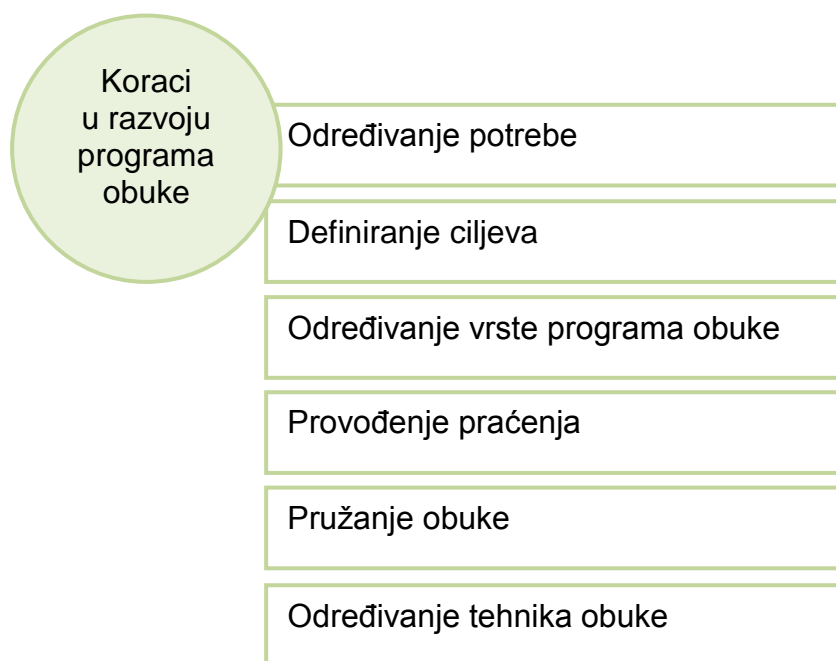 Koraci
u razvoju
programa
obuke
Određivanje potrebe
Definiranje ciljeva
Određivanje vrste programa obuke
Provođenje praćenja
Pružanje obuke
Određivanje tehnika obuke